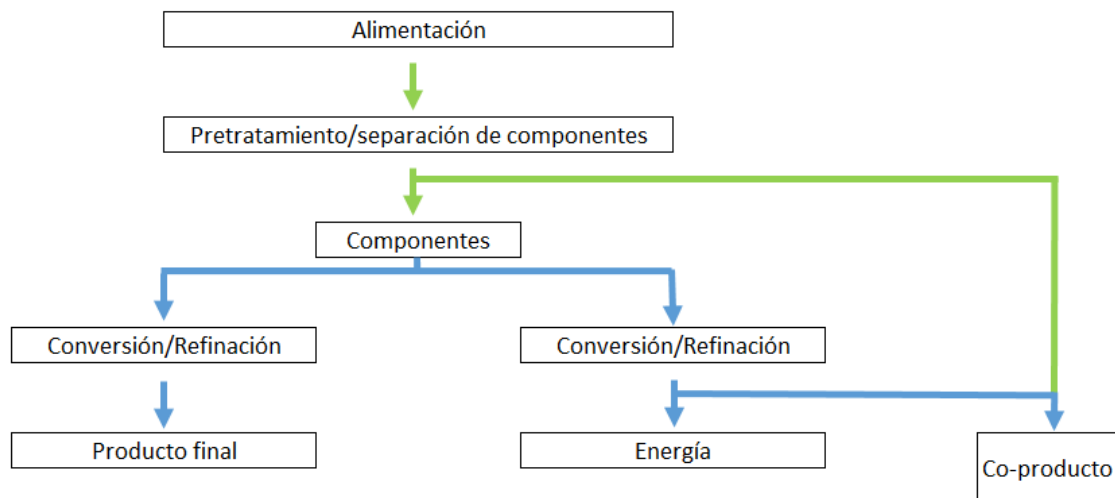 Alimentación
Pretratamiento/separación de componentes
Componentes
Conversión/Refinación
Conversión/Refinación
Producto final
Energía
Co-producto